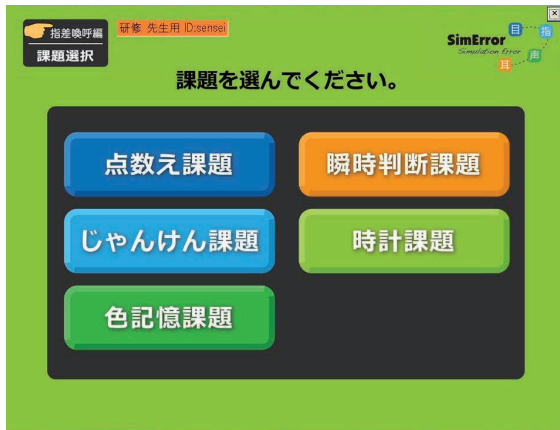 指差喚呼編
課題選択
研修 先生用 ID:sensei
SimError
Simulation Error
目
指
耳
声
課題を選んでください。
点数え課題
瞬時判断課題
じゃんけん課題
時計課題
色記憶課題